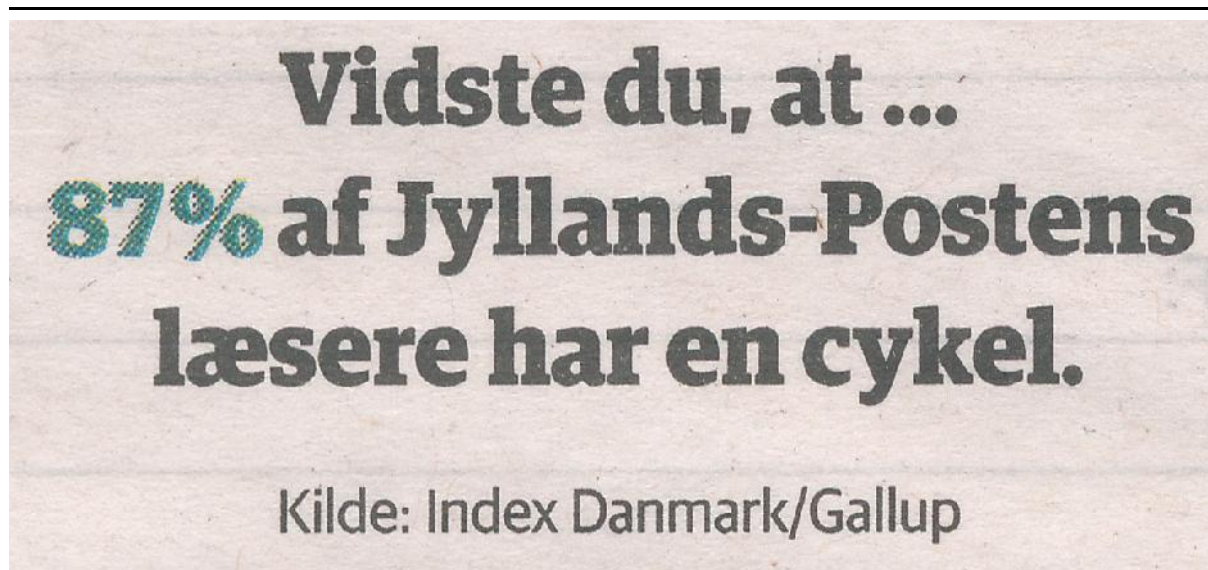 Vidste du, at ...
87% af Jyllands-Postens
læsere har en cykel.
Kilde: Index Danmark/Gallup